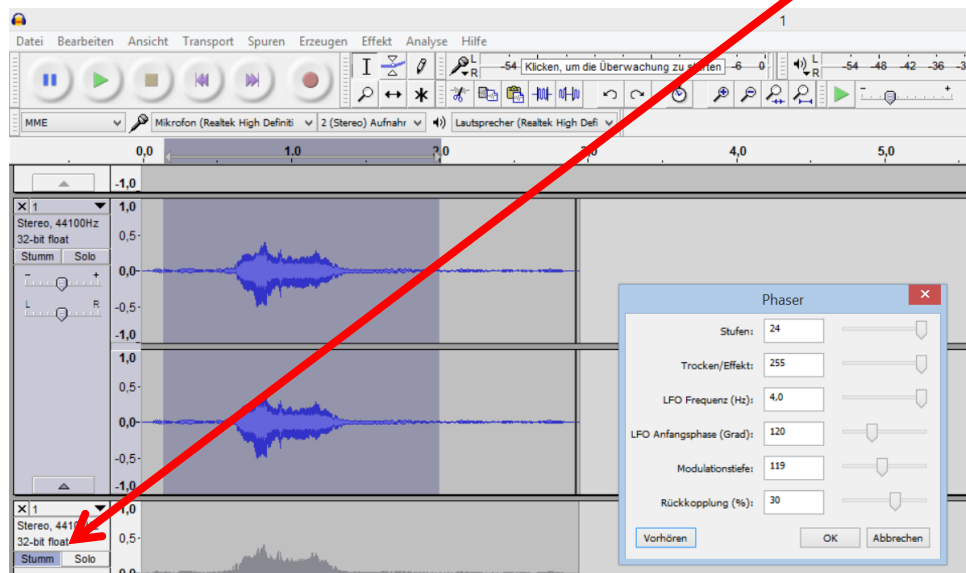 1
Datei Bearbeiten Ansicht Transport Spuren Erzeugen Effekt Analyse Hilfe
L R -54 Klicken, um die Überwachung zu starten -6 0 L R -54 -48 -42 -36
MME Mikrofon (Realtek High Definiti 2 (Stereo) Aufnahr Lautsprecher (Realtek High Defi
0,0 1,0 4,0 5,0
-1,0
1 1,0
Stereo, 44100Hz
32-bit float 0,5
Stumm Solo
- + 0,0
L R -0,5
-1,0
1,0
0,5
0,0
-0,5
-1,0
Phaser
Stufen: 24
Trocken/Effekt: 255
LFO Frequenz (Hz): 4,0
LFO Anfangsphase (Grad): 120
Modulationstiefe: 119
Rückkopplung (%): 30
Vorhören OK Abbrechen
1 1,0
Stereo,
32-bit float 0,5
Stumm Solo